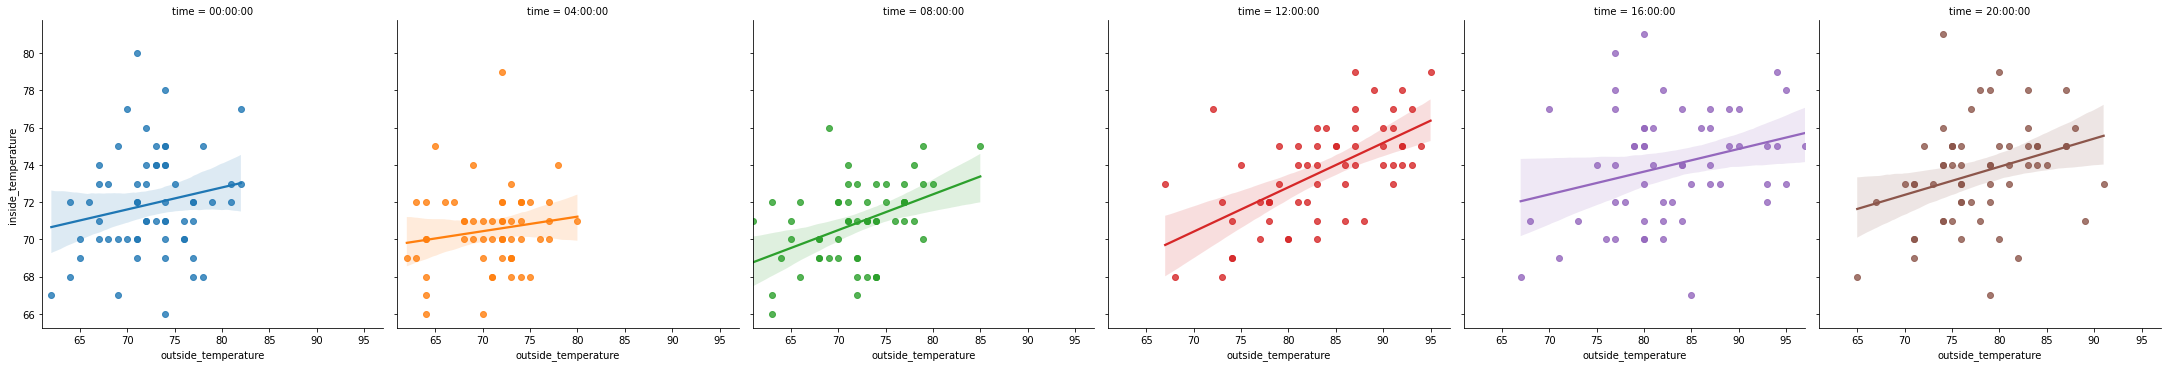 time = 00:00:00
time = 04:00:00
time = 08:00:00
time = 12:00:00
time = 16:00:00
time = 20:00:00
inside_temperature
80
78
76
74
72
70
68
66
65 70 75 80 85 90 95
65 70 75 80 85 90 95
65 70 75 80 85 90 95
65 70 75 80 85 90 95
65 70 75 80 85 90 95
65 70 75 80 85 90 95
outside_temperature
outside_temperature
outside_temperature
outside_temperature
outside_temperature
outside_temperature